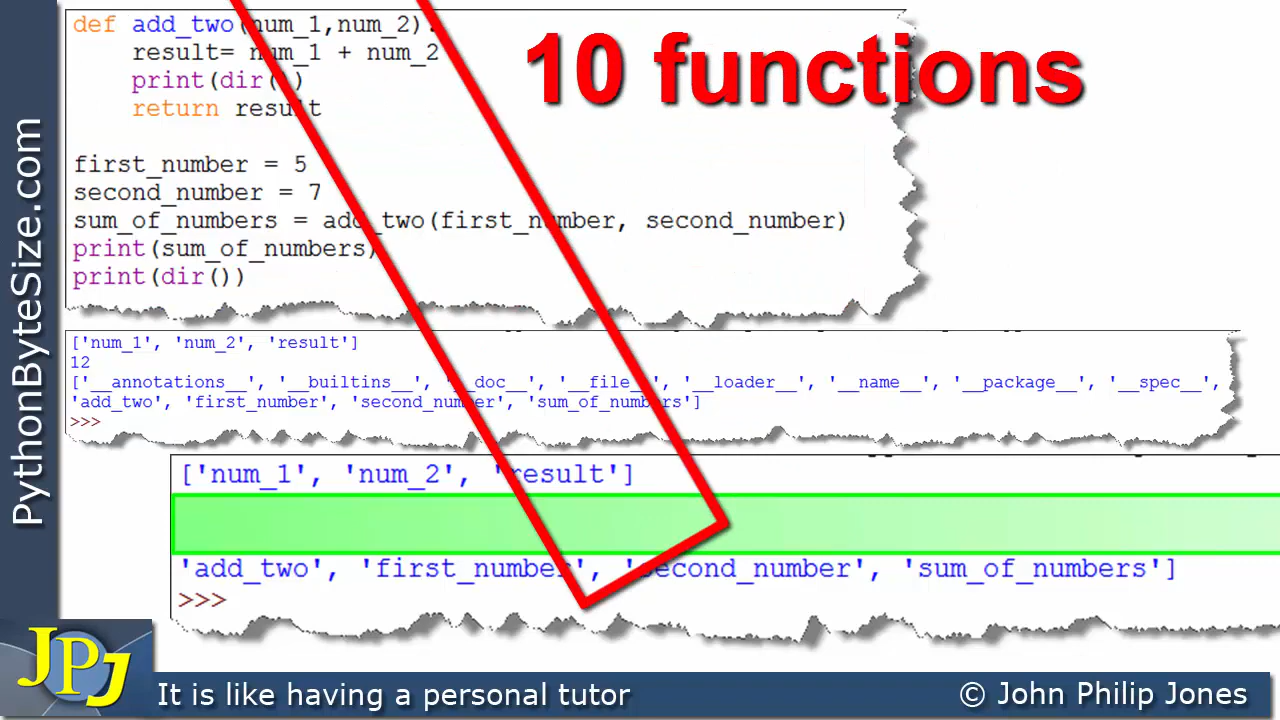 PythonByteSize.com
10 functions
def add_two(num_1,num_2):
result= num_1 + num_2
print(dir())
return result
first_number = 5
second_number = 7
sum_of_numbers = add_two(first_number, second_number)
print(sum_of_numbers)
print(dir())
['num_1', 'num_2', 'result']
12
['__annotations__', '__builtins__', '__doc__', '__file__', '__loader__', '__name__', '__package__', '__spec__',
'add_two', 'first_number', 'second_number', 'sum_of_numbers']
>>>
['num_1', 'num_2', 'result']
'add_two', 'first_number', 'second_number', 'sum_of_numbers']
>>>
JPJ
It is like having a personal tutor
© John Philip Jones